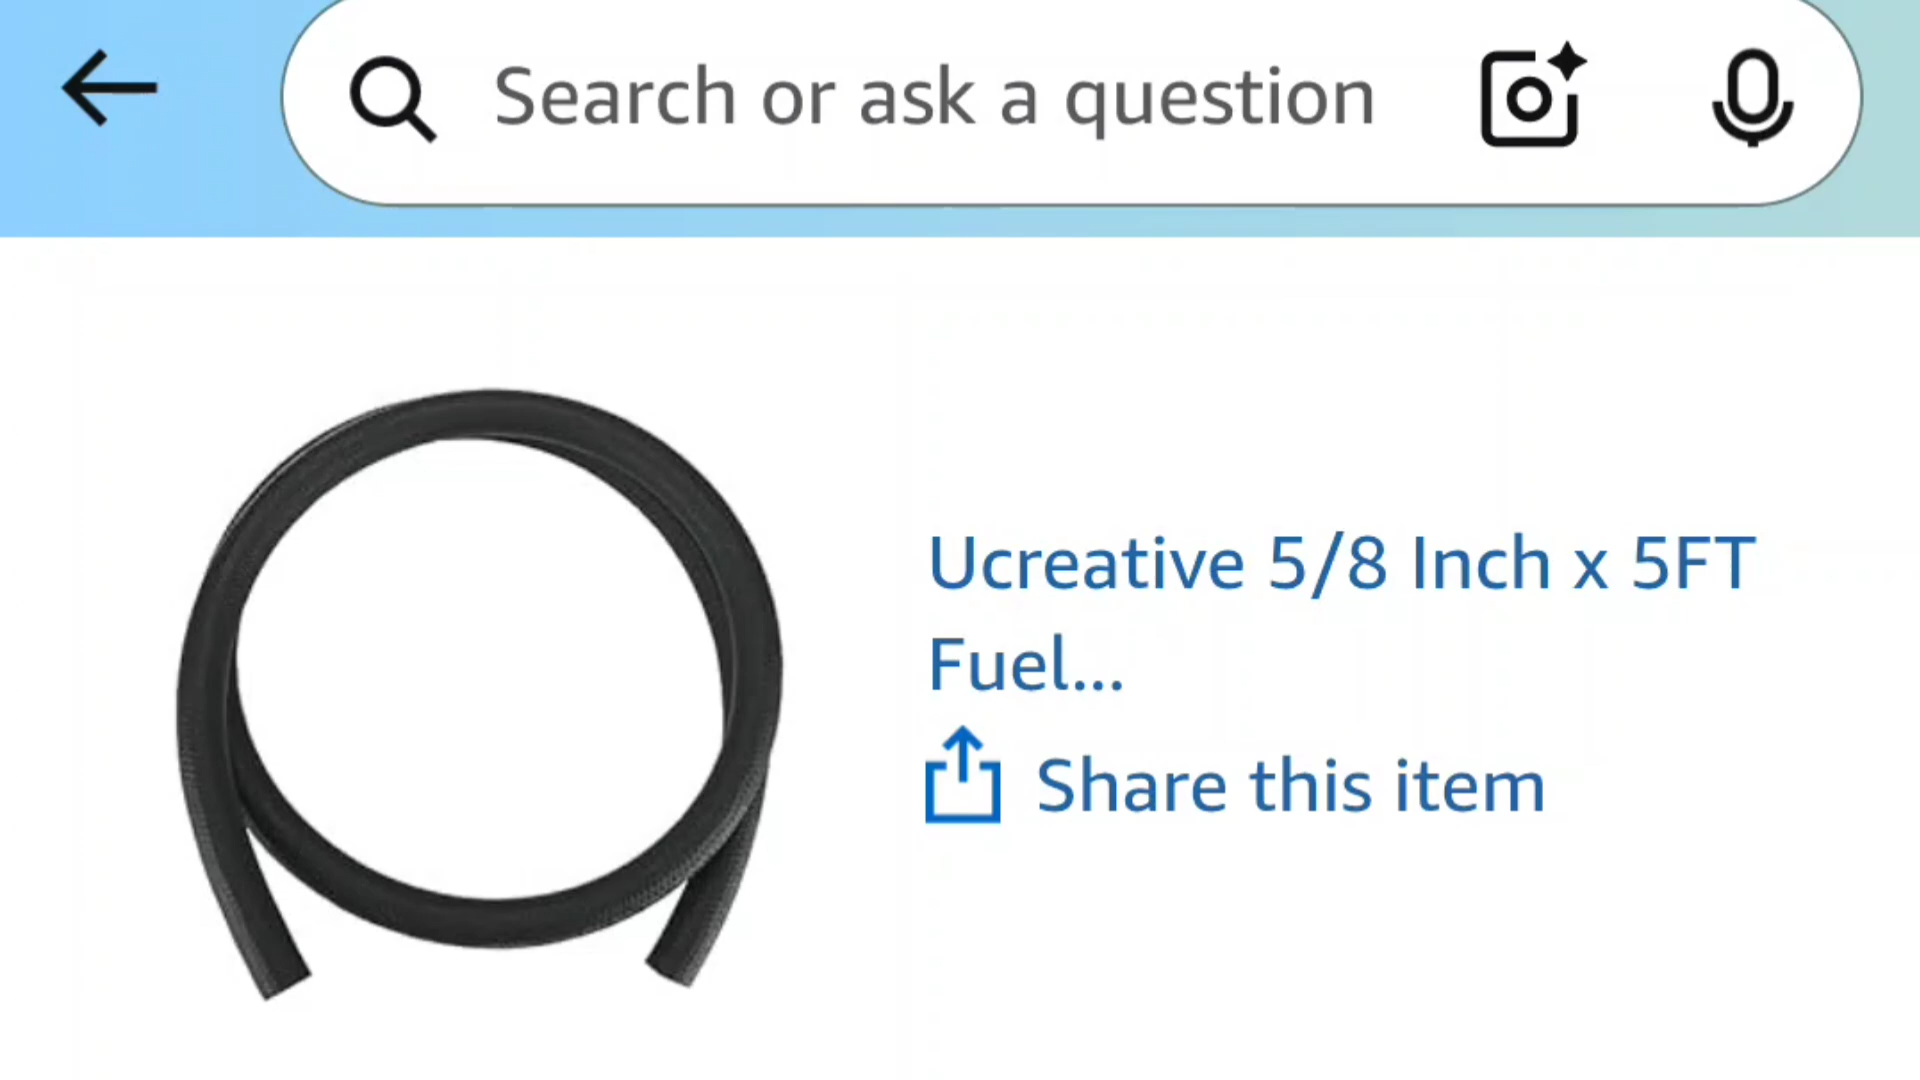 Search or ask a question
Ucreative 5/8 Inch x 5FT
Fuel...
Share this item